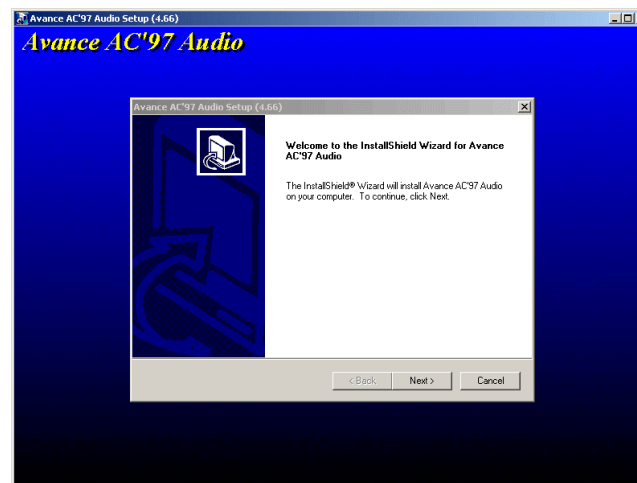 Avance AC'97 Audio Setup (4.66)
Avance AC'97 Audio
Avance AC'97 Audio Setup (4.66)
Welcome to the InstallShield Wizard for Avance
AC'97 Audio
The InstallShield® Wizard will install Avance AC'97 Audio
on your computer. To continue, click Next.
< Back Next > Cancel